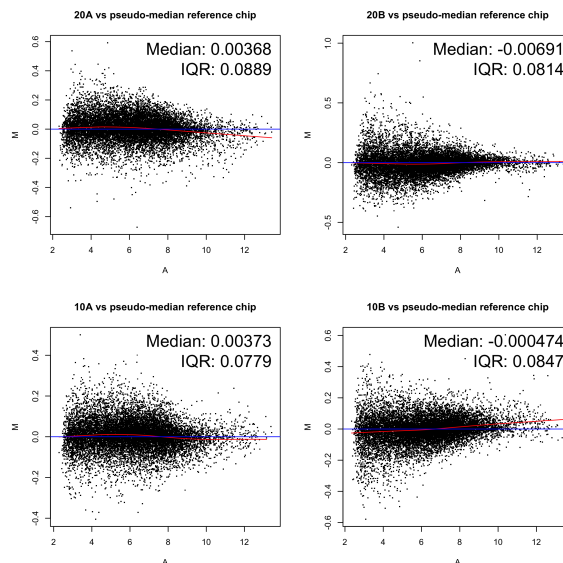 20A vs pseudo-median reference chip
Median: 0.00368
IQR: 0.0889
M
0.6
0.4
0.2
0.0
-0.2
-0.4
-0.6
2 4 6 8 10 12
A
20B vs pseudo-median reference chip
Median: -0.00691
IQR: 0.0814
M
1.0
0.5
0.0
-0.5
2 4 6 8 10 12
A
10A vs pseudo-median reference chip
Median: 0.00373
IQR: 0.0779
M
0.4
0.2
0.0
-0.2
-0.4
2 4 6 8 10 12
A
10B vs pseudo-median reference chip
Median: -0.000474
IQR: 0.0847
M
0.6
0.4
0.2
0.0
-0.2
-0.4
-0.6
2 4 6 8 10 12
A